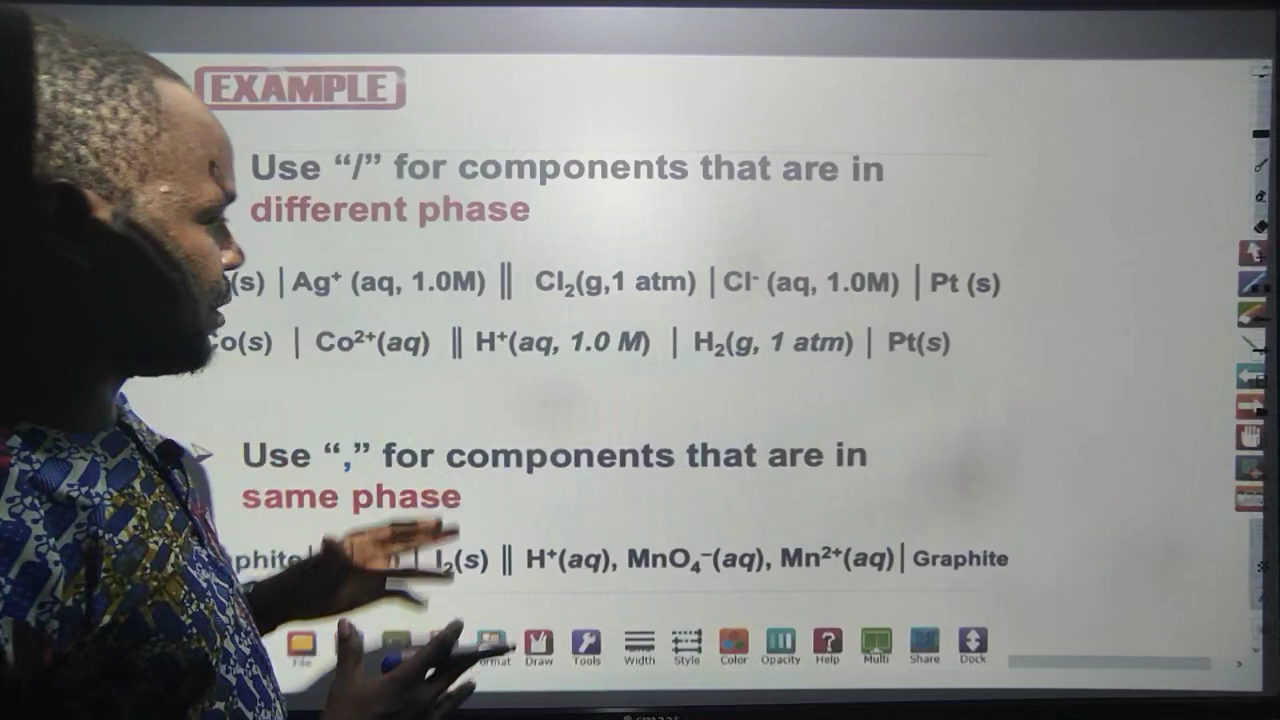 EXAMPLE
Use “/” for components that are in
different phase
(s) | Ag⁺ (aq, 1.0M) ‖ Cl₂(g,1 atm) | Cl⁻ (aq, 1.0M) | Pt (s)
Co(s) | Co²⁺(aq) ‖ H⁺(aq, 1.0 M) | H₂(g, 1 atm) | Pt(s)
Use “,” for components that are in
same phase
phite | | I₂(s) ‖ H⁺(aq), MnO₄⁻(aq), Mn²⁺(aq) | Graphite
File Draw Tools Width Style Color Opacity Help Multi Share Dock